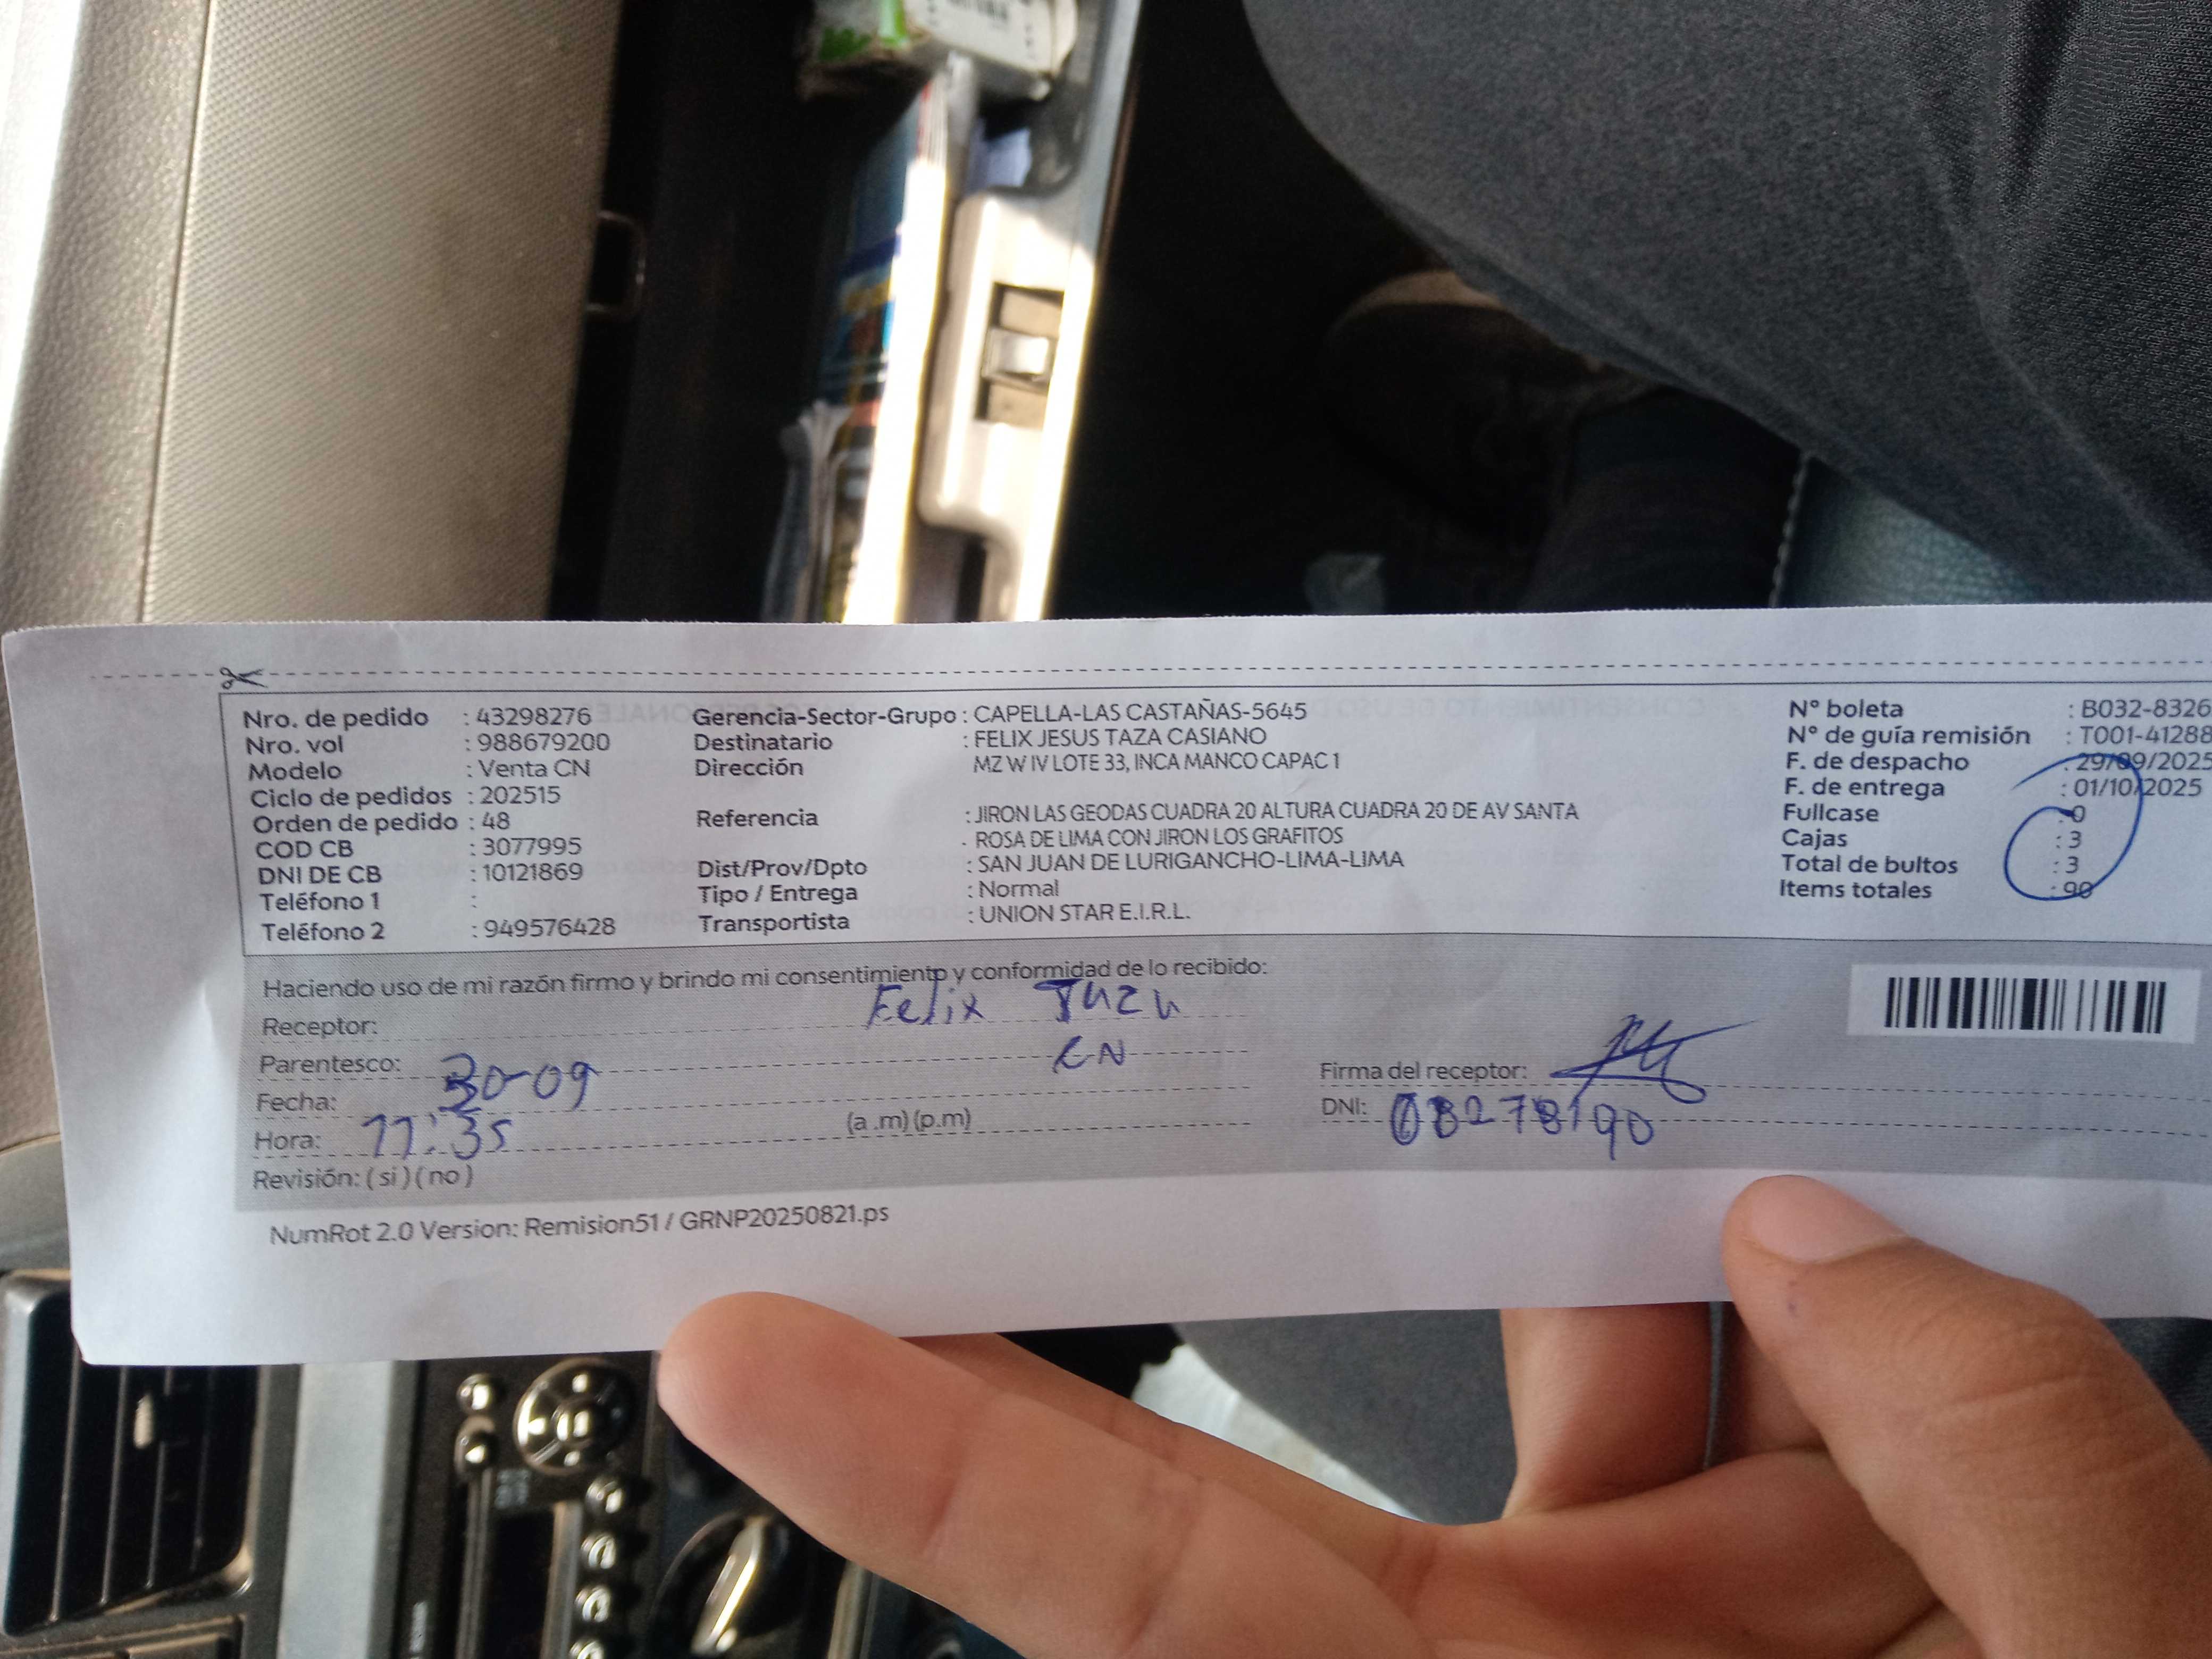 Nro. de pedido : 43298276 Gerencia-Sector-Grupo : CAPELLA-LAS CASTAÑAS-5645 N° boleta : B032-8326
Nro. vol : 988679200 Destinatario : FELIX JESUS TAZA CASIANO N° de guía remisión : T001-41288
Modelo : Venta CN Dirección MZ W IV LOTE 33, INCA MANCO CAPAC 1 F. de despacho : 29/09/2025
Ciclo de pedidos : 202515 F. de entrega : 01/10/2025
Orden de pedido : 48 Referencia : JIRON LAS GEODAS CUADRA 20 ALTURA CUADRA 20 DE AV SANTA Fullcase : 0
COD CB : 3077995 . ROSA DE LIMA CON JIRON LOS GRAFITOS Cajas : 3
DNI DE CB : 10121869 Dist/Prov/Dpto : SAN JUAN DE LURIGANCHO-LIMA-LIMA Total de bultos : 3
Teléfono 1 : Tipo / Entrega : Normal Items totales : 90
Teléfono 2 : 949576428 Transportista : UNION STAR E.I.R.L.
Haciendo uso de mi razón firmo y brindo mi consentimiento y conformidad de lo recibido:
Receptor: Felix
Parentesco: CN Firma del receptor:
Fecha: 30-09 DNI:
Hora: 11:35 (a .m) (p.m)
Revisión: ( si ) ( no )
NumRot 2.0 Version: Remision51 / GRNP20250821.ps